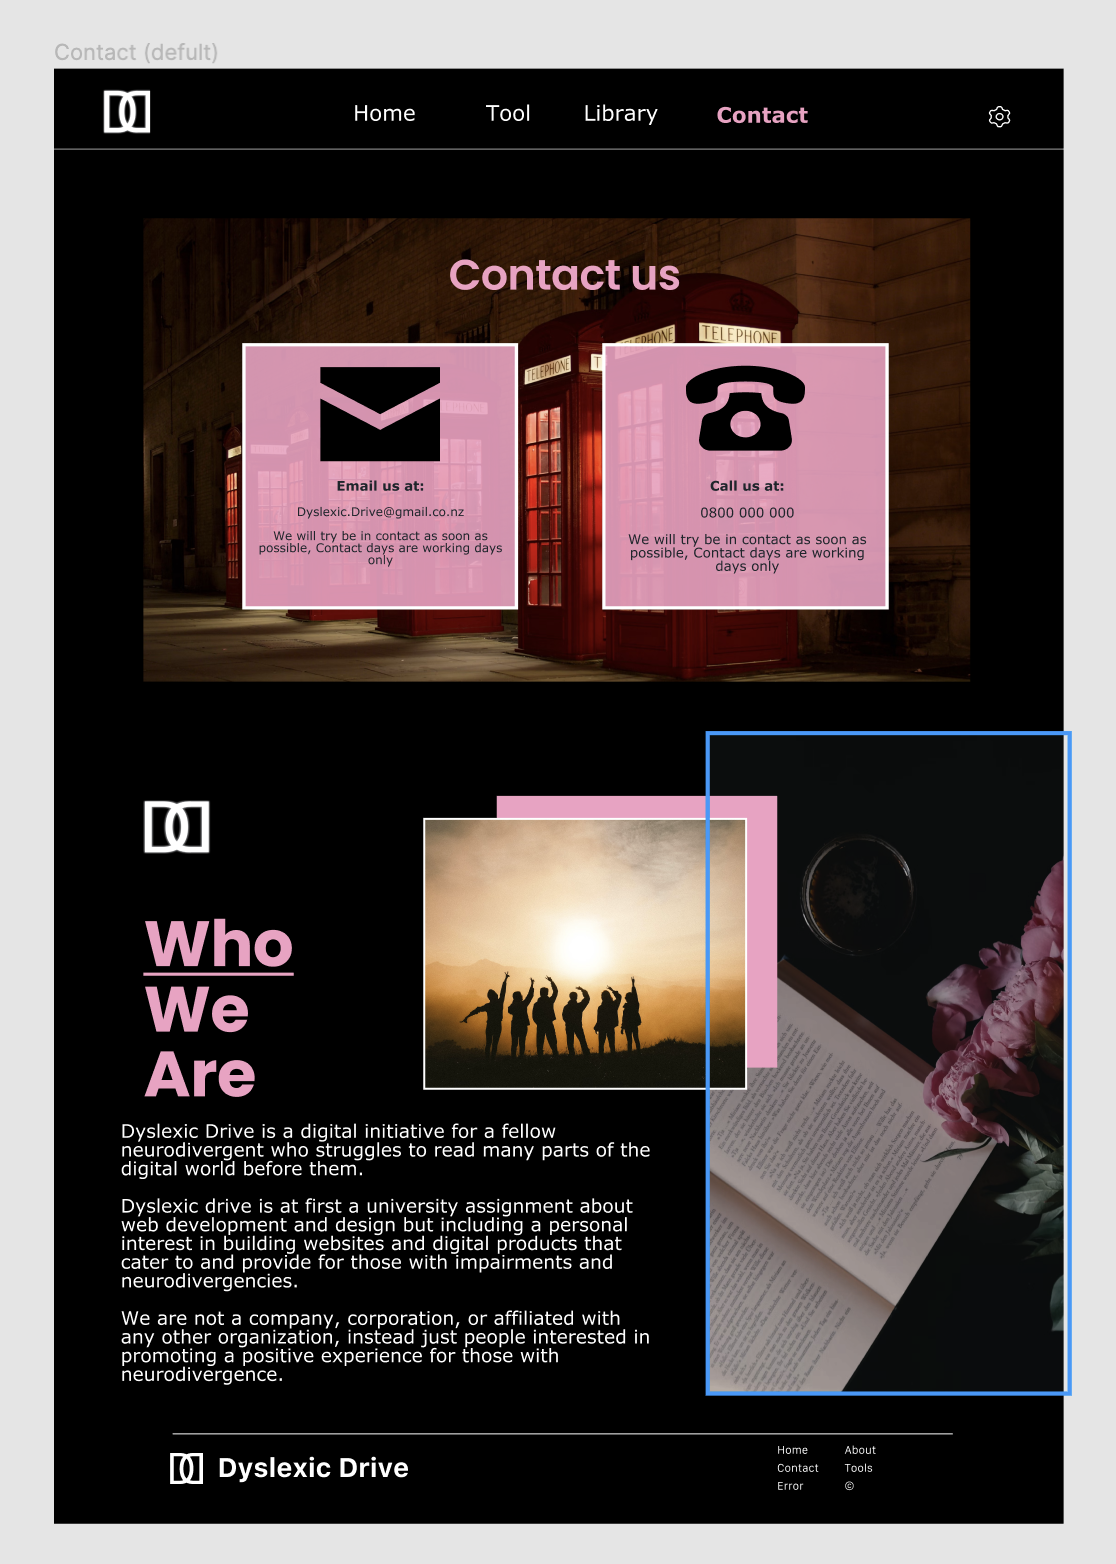 Contact (defult)
Home Tool Library Contact
Contact us
TELEPHONE
TELEPHONE
Email us at:
Dyslexic.Drive@gmail.co.nz
We will try be in contact as soon as
possible, Contact days are working days
only
Call us at:
0800 000 000
We will try be in contact as soon as
possible, Contact days are working
days only
Who
We
Are
Dyslexic Drive is a digital initiative for a fellow
neurodivergent who struggles to read many parts of the
digital world before them.
Dyslexic drive is at first a university assignment about
web development and design but including a personal
interest in building websites and digital products that
cater to and provide for those with impairments and
neurodivergencies.
We are not a company, corporation, or affiliated with
any other organization, instead just people interested in
promoting a positive experience for those with
neurodivergence.
Dyslexic Drive
Home About
Contact Tools
Error ©